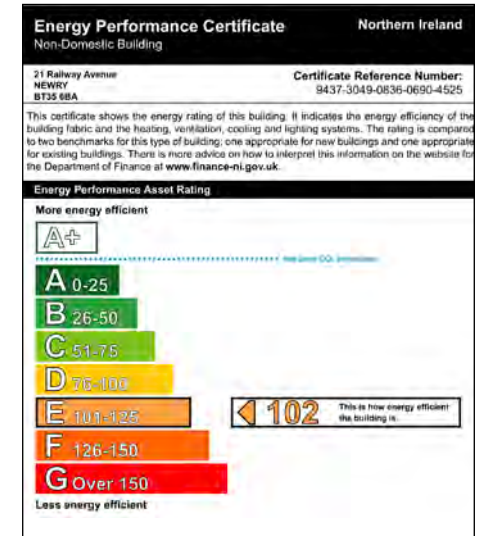 Energy Performance Certificate
Northern Ireland
Non-Domestic Building
21 Railway Avenue
NEWRY
BT35 6BA
Certificate Reference Number:
9437-3049-0836-0690-4525
This certificate shows the energy rating of this building. It indicates the energy efficiency of the
building fabric and the heating, ventilation, cooling and lighting systems. The rating is compared
to two benchmarks for this type of building: one appropriate for new buildings and one appropriate
for existing buildings. There is more advice on how to interpret this information on the website for
the Department of Finance at www.finance-ni.gov.uk.
Energy Performance Asset Rating
More energy efficient
A+
Net zero CO₂ emissions
A 0-25
B 26-50
C 51-75
D 76-100
E 101-125
102
This is how energy efficient
the building is.
F 126-150
G Over 150
Less energy efficient